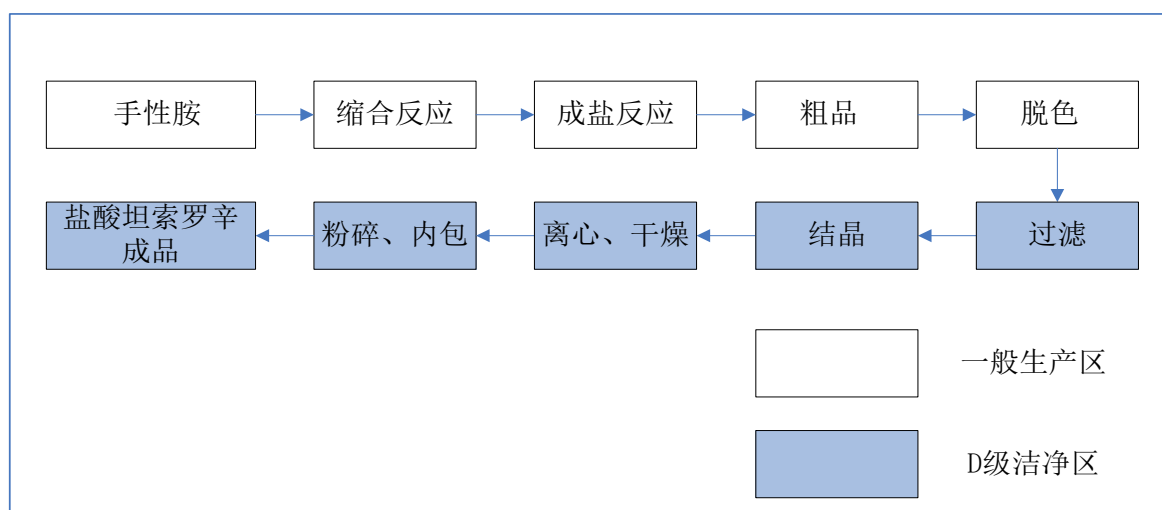 手性胺
缩合反应
成盐反应
粗品
脱色
盐酸坦索罗辛
成品
粉碎、内包
离心、干燥
结晶
过滤
一般生产区
D级洁净区